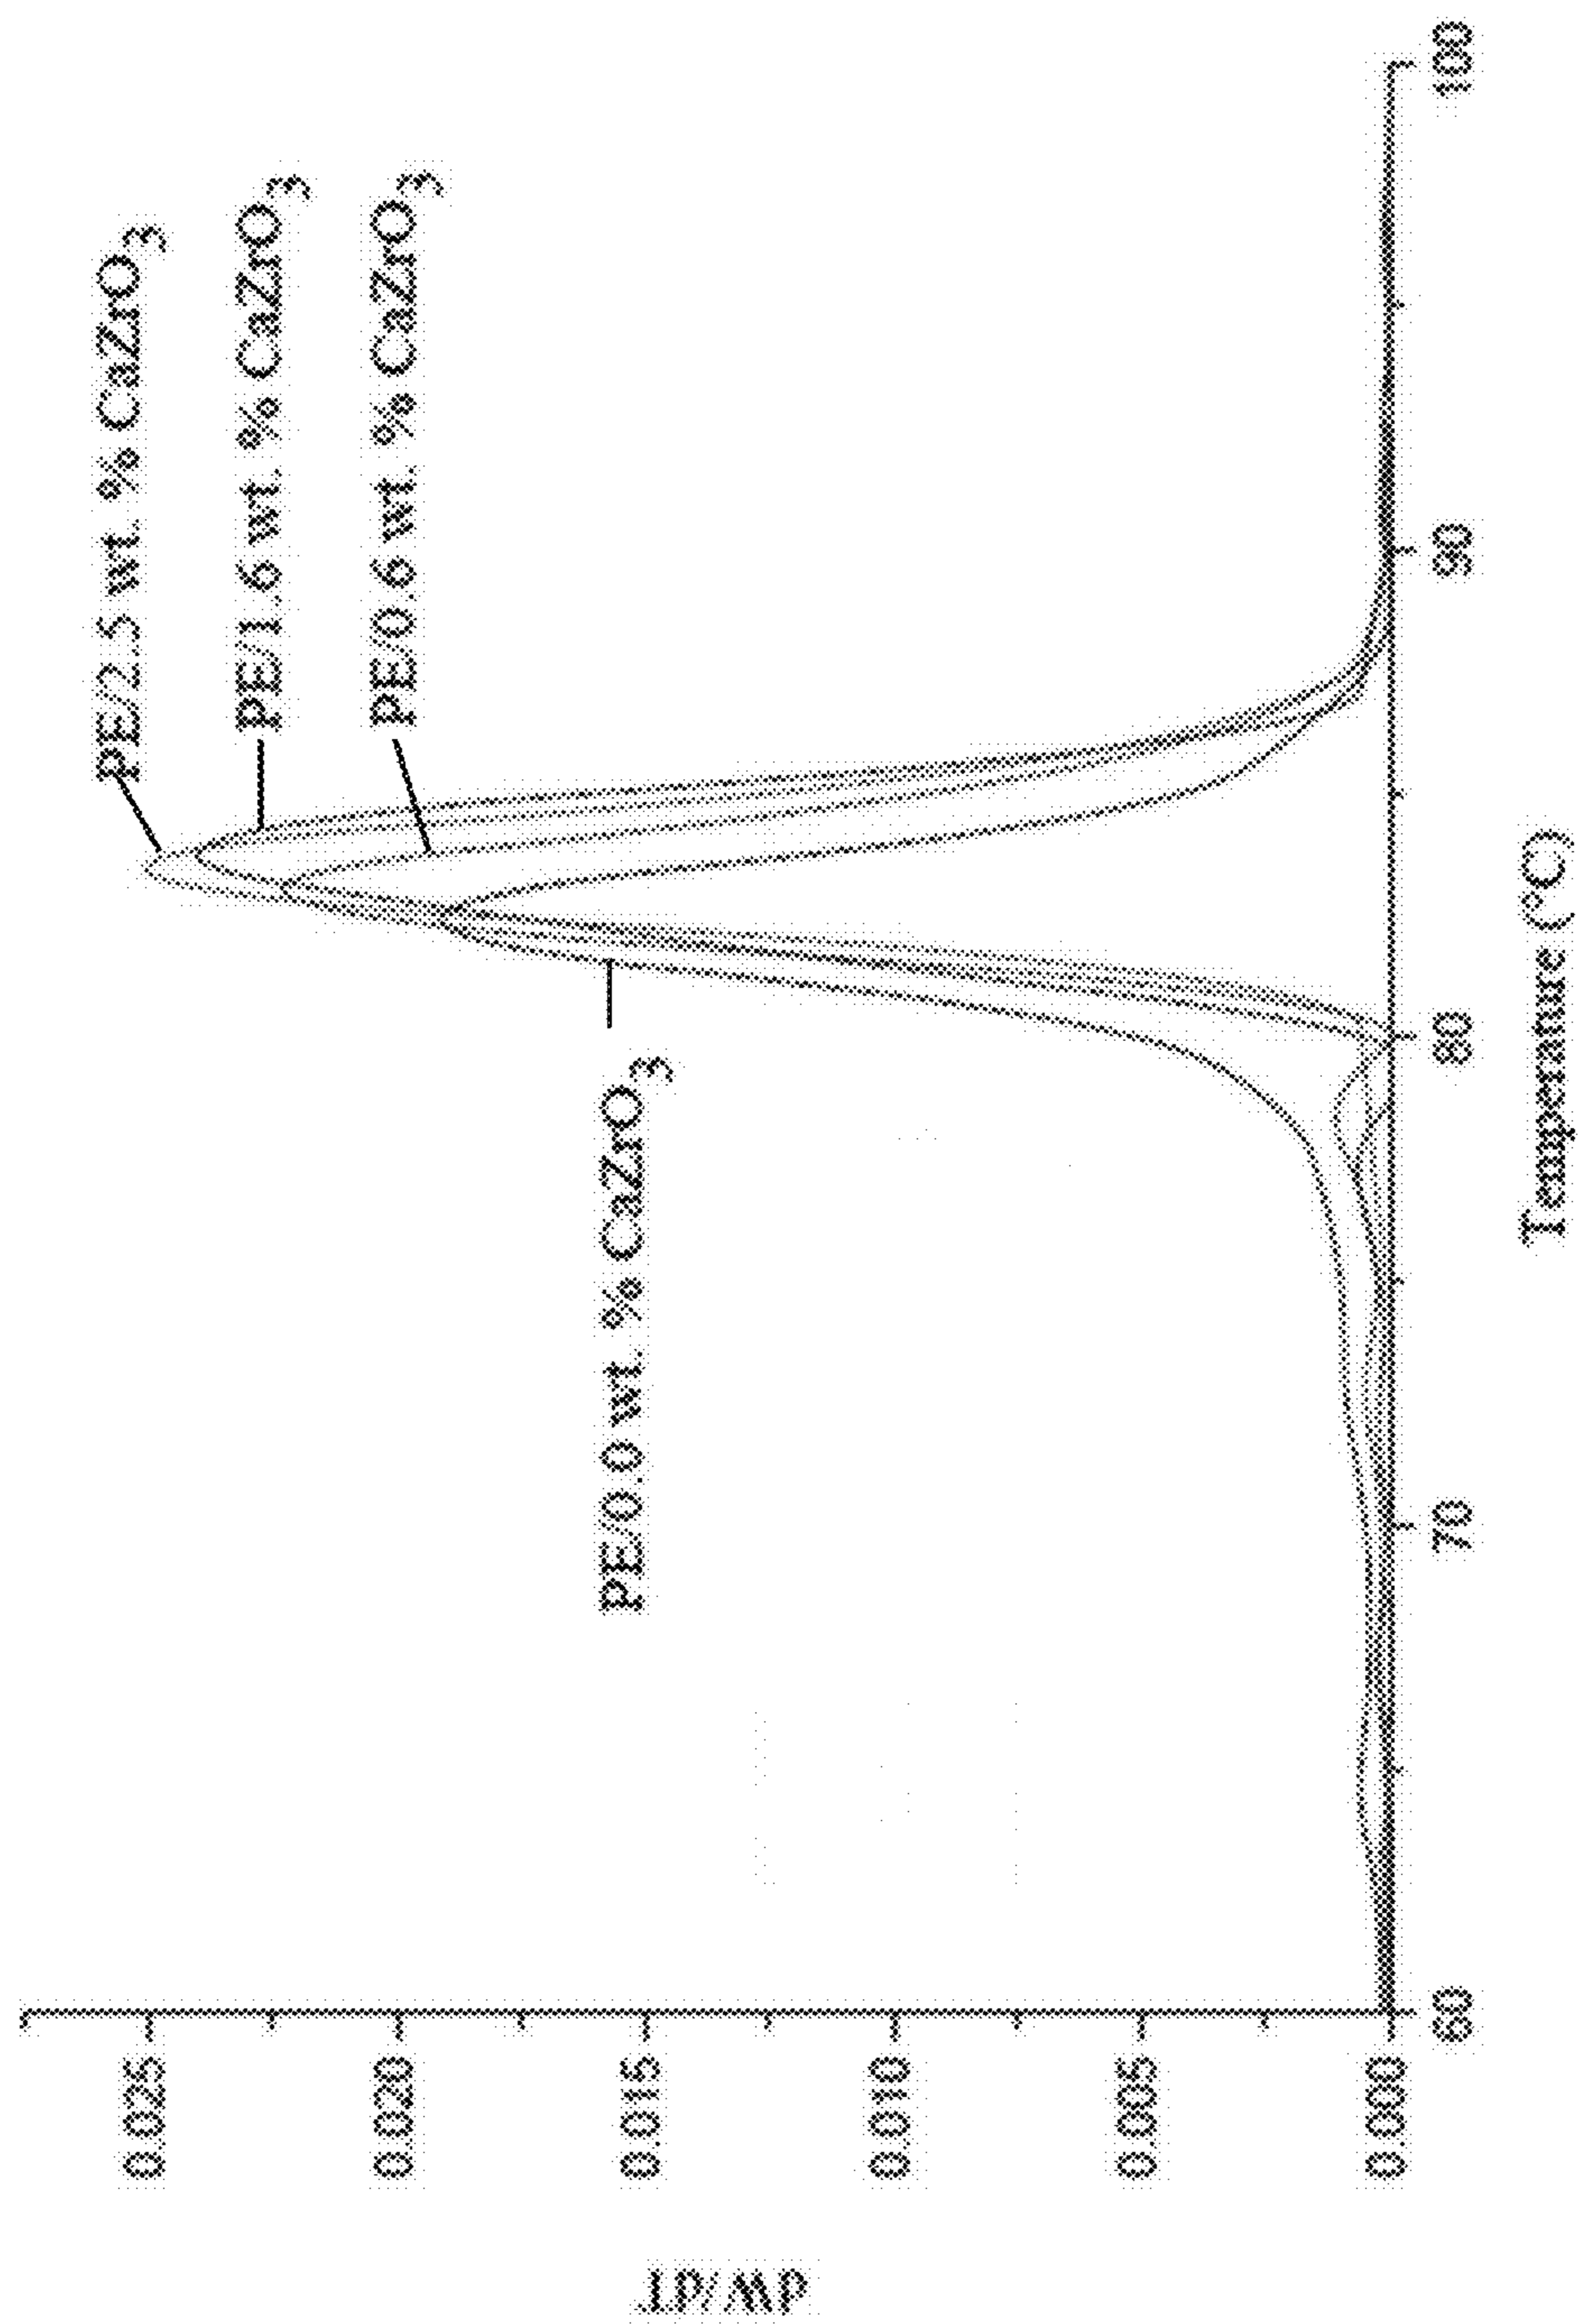 PE/2.5 wt. % CaZrO3
PE/1.6 wt. % CaZrO3
PE/0.6 wt. % CaZrO3
PE/0.0 wt. % CaZrO3
dW/dT
0.025
0.020
0.015
0.010
0.005
0.000
60
70
80
90
100
Temperature (°C)